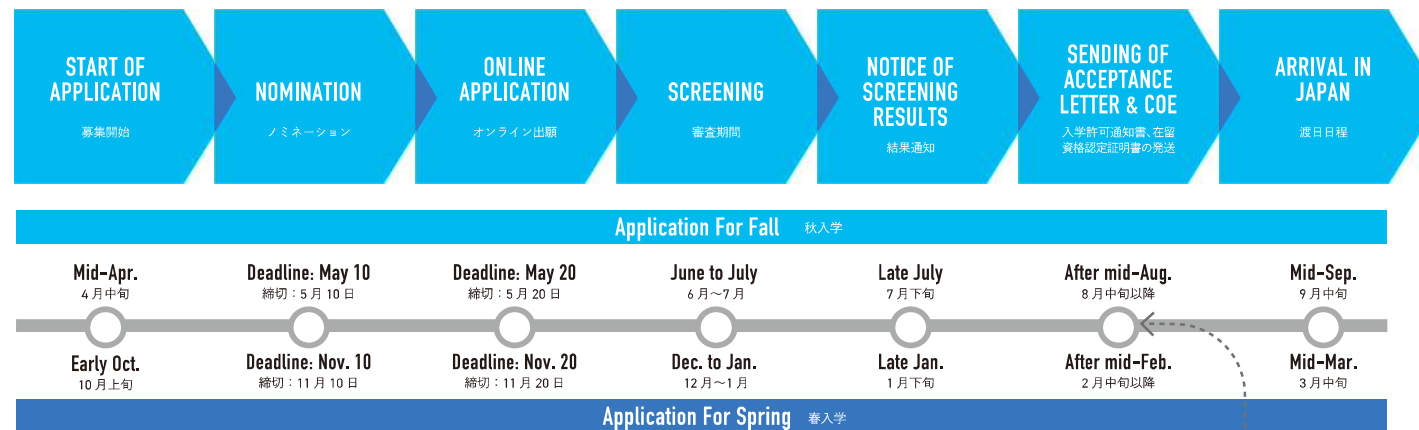 START OF
APPLICATION
募集開始
NOMINATION
ノミネーション
ONLINE
APPLICATION
オンライン出願
SCREENING
審査期間
NOTICE OF
SCREENING
RESULTS
結果通知
SENDING OF
ACCEPTANCE
LETTER & COE
入学許可通知書、在留
資格認定証明書の発送
ARRIVAL IN
JAPAN
渡日日程
Application For Fall 秋入学
Mid-Apr.
4月中旬
Deadline: May 10
締切：5月10日
Deadline: May 20
締切：5月20日
June to July
6月～7月
Late July
7月下旬
After mid-Aug.
8月中旬以降
Mid-Sep.
9月中旬
Early Oct.
10月上旬
Deadline: Nov. 10
締切：11月10日
Deadline: Nov. 20
締切：11月20日
Dec. to Jan.
12月～1月
Late Jan.
1月下旬
After mid-Feb.
2月中旬以降
Mid-Mar.
3月中旬
Application For Spring 春入学